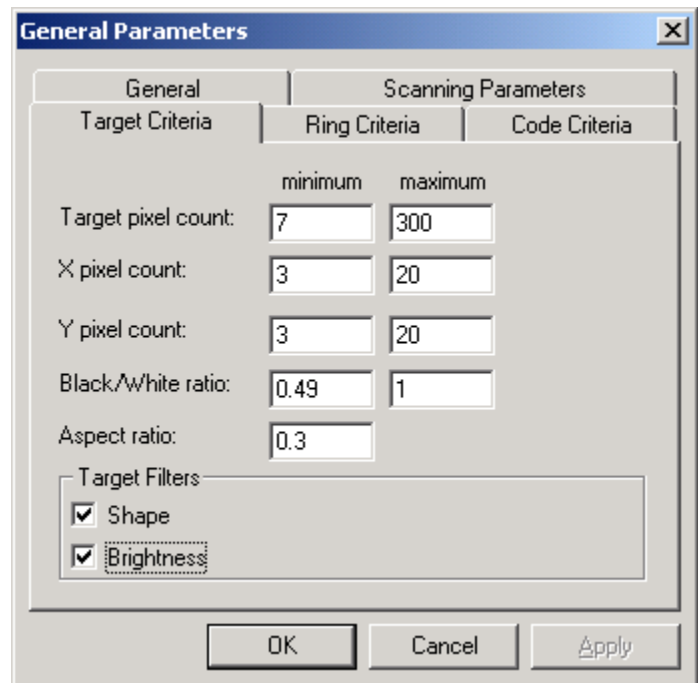 General Parameters
General Scanning Parameters
Target Criteria Ring Criteria Code Criteria
minimum maximum
Target pixel count: 7 300
X pixel count: 3 20
Y pixel count: 3 20
Black/White ratio: 0.49 1
Aspect ratio: 0.3
Target Filters
Shape
Brightness
OK Cancel Apply